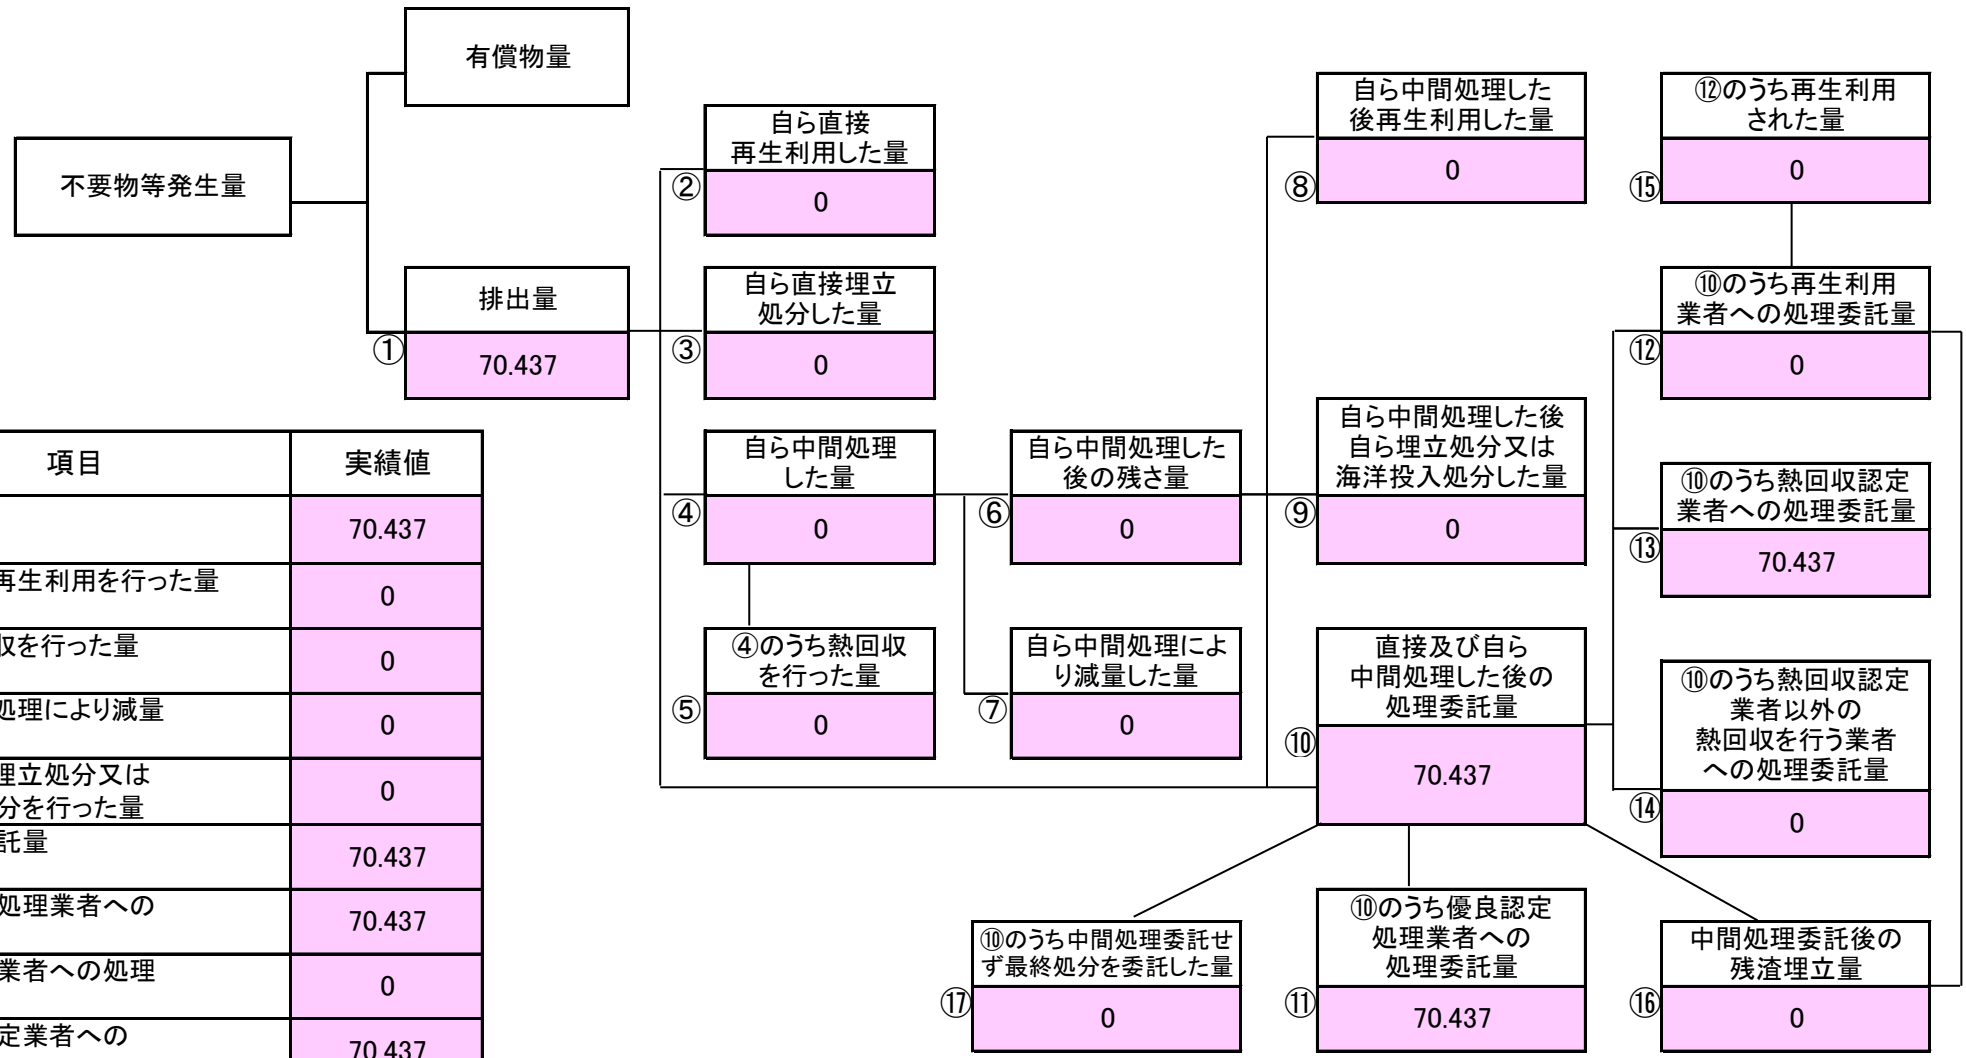 有償物量
不要物等発生量
排出量
①
70.437
自ら直接
再生利用した量
②
0
自ら直接埋立
処分した量
③
0
自ら中間処理
した量
④
0
④のうち熱回収
を行った量
⑤
0
自ら中間処理した
後の残さ量
⑥
0
自ら中間処理によ
り減量した量
⑦
0
自ら中間処理した
後再生利用した量
⑧
0
自ら中間処理した後
自ら埋立処分又は
海洋投入処分した量
⑨
0
直接及び自ら
中間処理した後の
処理委託量
⑩
70.437
⑫のうち再生利用
された量
⑮
0
⑩のうち再生利用
業者への処理委託量
⑫
0
⑩のうち熱回収認定
業者への処理委託量
⑬
70.437
⑩のうち熱回収認定
業者以外の
熱回収を行う業者
への処理委託量
⑭
0
⑩のうち中間処理委託せ
ず最終処分を委託した量
⑰
0
⑩のうち優良認定
処理業者への
処理委託量
⑪
70.437
中間処理委託後の
残渣埋立量
⑯
0
項目 実績値
70.437
再生利用を行った量 0
収を行った量 0
処理により減量 0
埋立処分又は
分を行った量 0
託量 70.437
処理業者への 70.437
業者への処理 0
定業者への 70.437